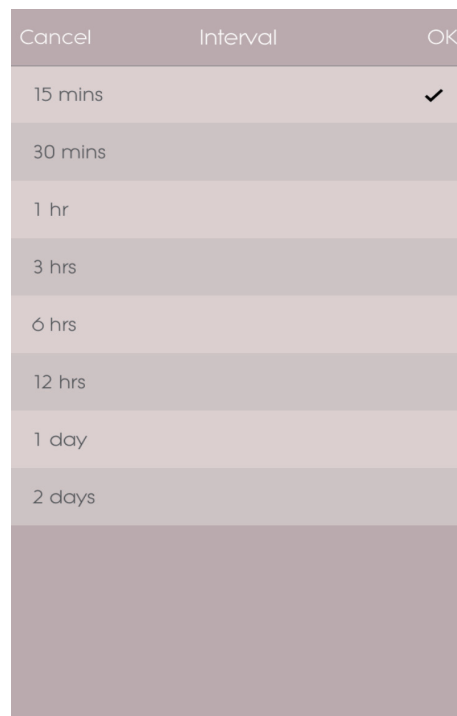 Cancel Interval OK
15 mins
30 mins
1 hr
3 hrs
6 hrs
12 hrs
1 day
2 days